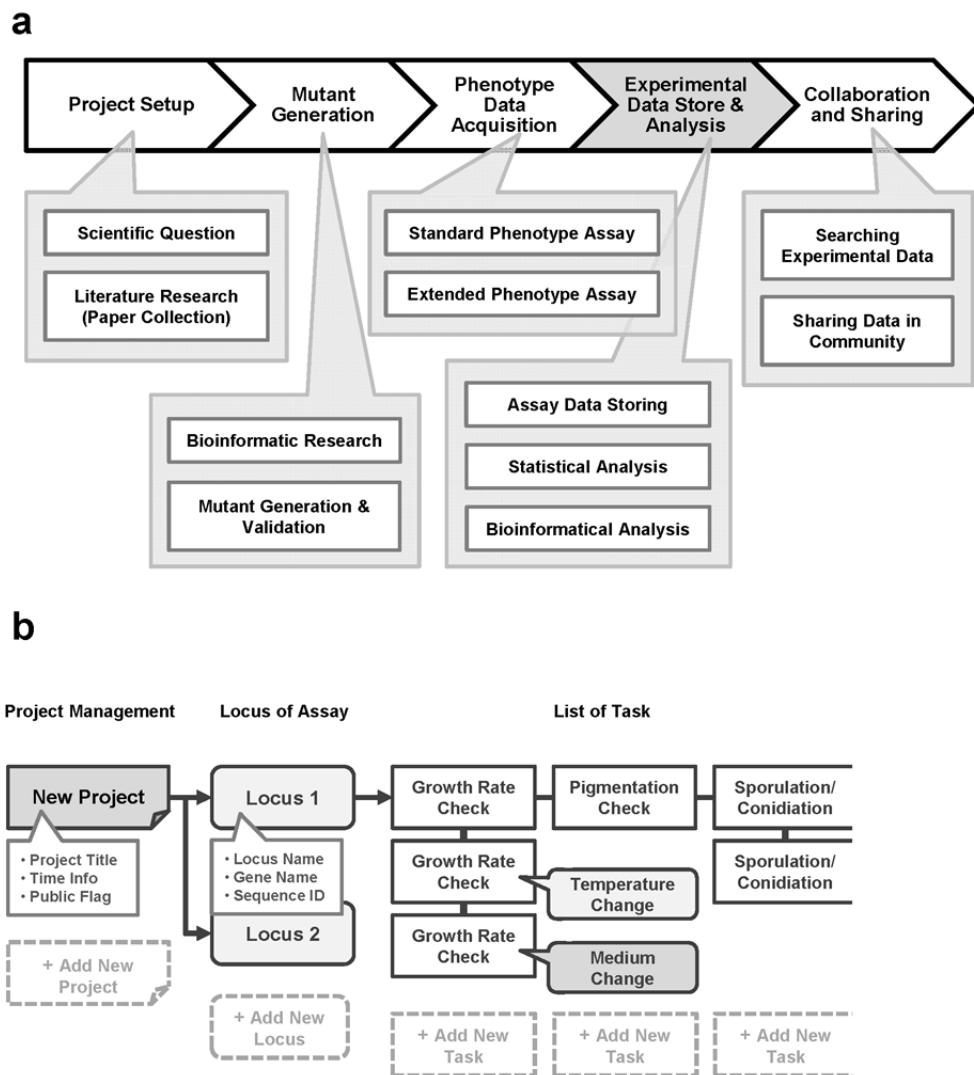 a
Project Setup
Mutant
Generation
Phenotype
Data
Acquisition
Experimental
Data Store &
Analysis
Collaboration
and Sharing
Scientific Question
Literature Research
(Paper Collection)
Standard Phenotype Assay
Extended Phenotype Assay
Searching
Experimental Data
Sharing Data in
Community
Bioinformatic Research
Mutant Generation &
Validation
Assay Data Storing
Statistical Analysis
Bioinformatical Analysis
b
Project Management
Locus of Assay
List of Task
New Project
• Project Title
• Time Info
• Public Flag
+ Add New
Project
Locus 1
• Locus Name
• Gene Name
• Sequence ID
Locus 2
+ Add New
Locus
Growth Rate
Check
Pigmentation
Check
Sporulation/
Conidiation
Growth Rate
Check
Temperature
Change
Sporulation/
Conidiation
Growth Rate
Check
Medium
Change
+ Add New
Task
+ Add New
Task
+ Add New
Task